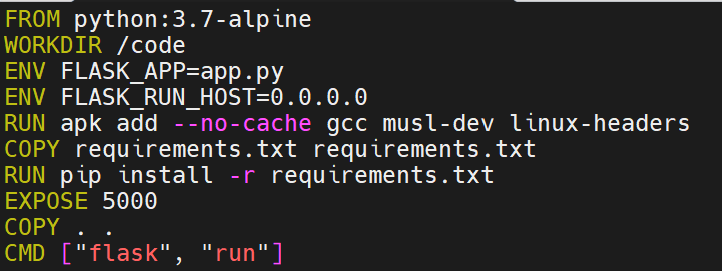 FROM python:3.7-alpine
WORKDIR /code
ENV FLASK_APP=app.py
ENV FLASK_RUN_HOST=0.0.0.0
RUN apk add --no-cache gcc musl-dev linux-headers
COPY requirements.txt requirements.txt
RUN pip install -r requirements.txt
EXPOSE 5000
COPY . .
CMD ["flask", "run"]